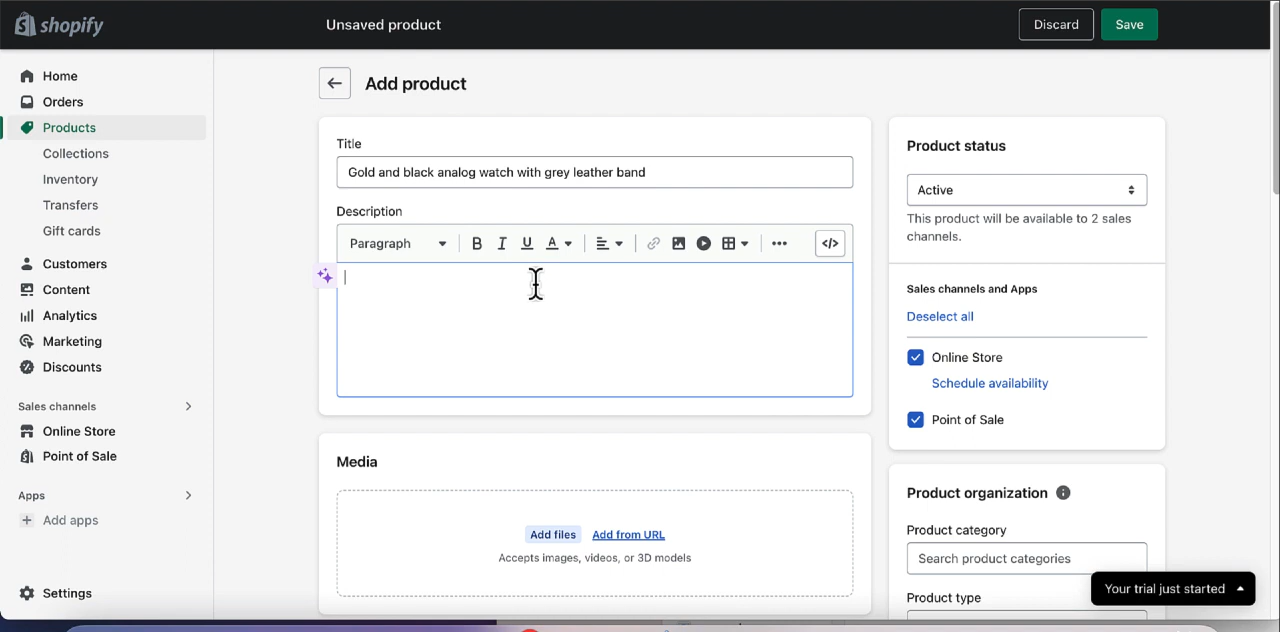 shopify
Unsaved product
Discard
Save
Home
Orders
Products
Collections
Inventory
Transfers
Gift cards
Customers
Content
Analytics
Marketing
Discounts
Sales channels
Online Store
Point of Sale
Apps
Add apps
Settings
Add product
Title
Gold and black analog watch with grey leather band
Description
Paragraph
B I U A
Media
Add files Add from URL
Accepts images, videos, or 3D models
Product status
Active
This product will be available to 2 sales
channels.
Sales channels and Apps
Deselect all
Online Store
Schedule availability
Point of Sale
Product organization
Product category
Search product categories
Product type
Your trial just started